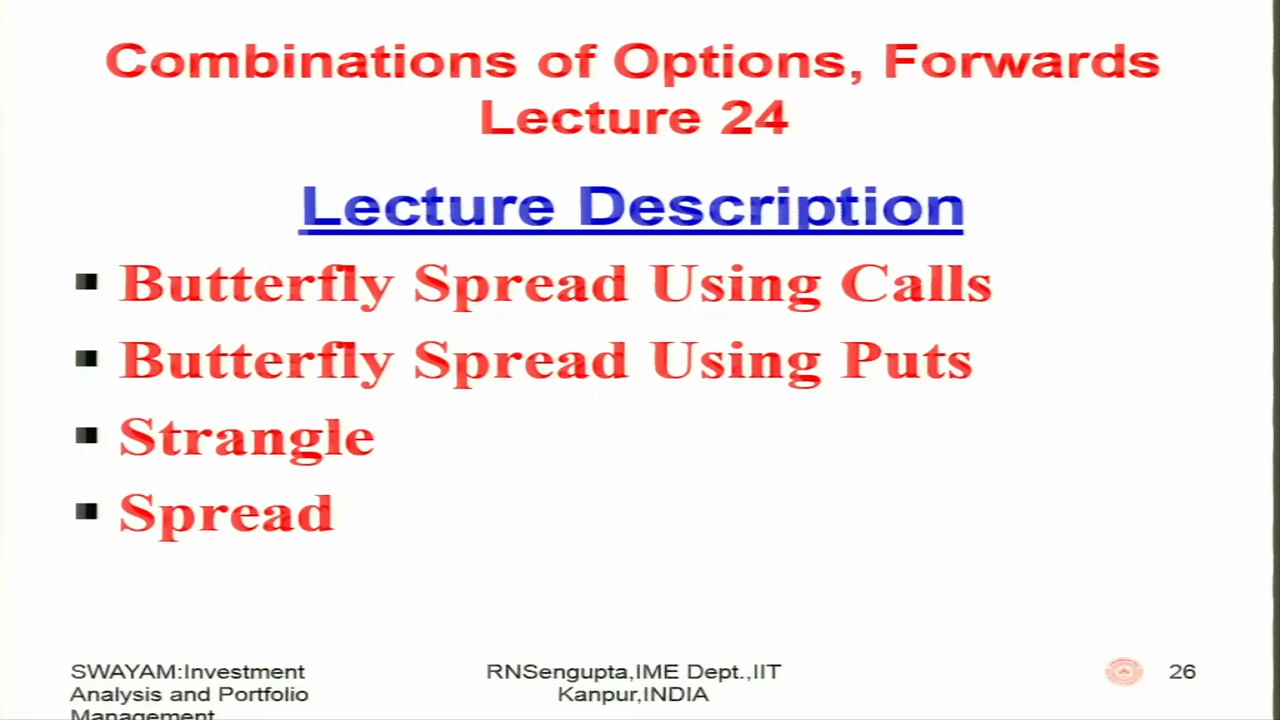 Combinations of Options, Forwards
Lecture 24
Lecture Description
Butterfly Spread Using Calls
Butterfly Spread Using Puts
Strangle
Spread
SWAYAM:Investment
Analysis and Portfolio
Management
RNSengupta,IME Dept.,IIT
Kanpur,INDIA
26